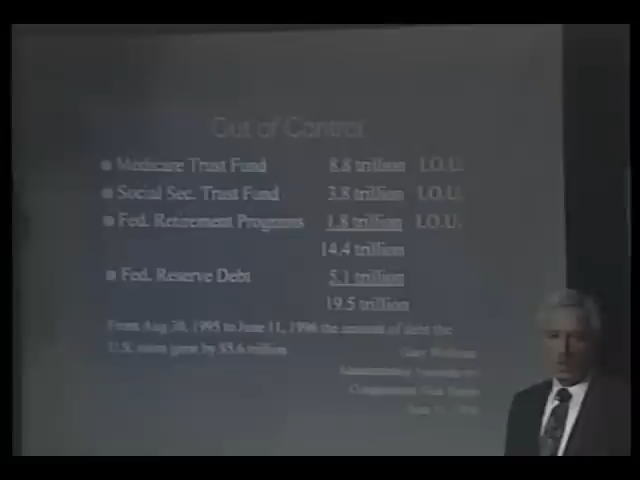 Out of Control
Medicare Trust Fund 8.8 trillion I.O.U.
Social Sec. Trust Fund 3.8 trillion I.O.U.
Fed. Retirement Programs 1.8 trillion I.O.U.
14.4 trillion
Fed. Reserve Debt 5.1 trillion
19.5 trillion
From Aug 30, 1995 to June 11, 1996 the amount of debt the
U.S. grew by